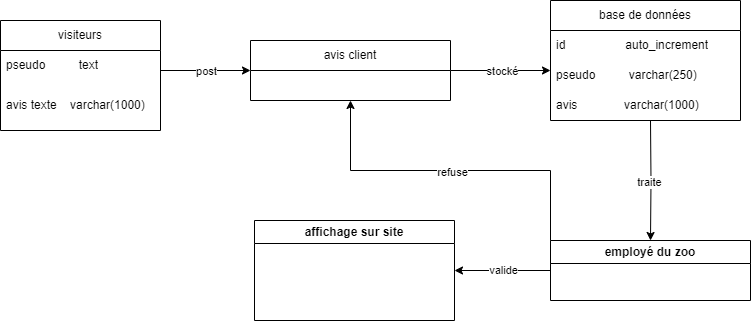 visiteurs
pseudo text
avis texte varchar(1000)
post
avis client
stocké
base de données
id auto_increment
pseudo varchar(250)
avis varchar(1000)
refuse
traite
affichage sur site
valide
employé du zoo